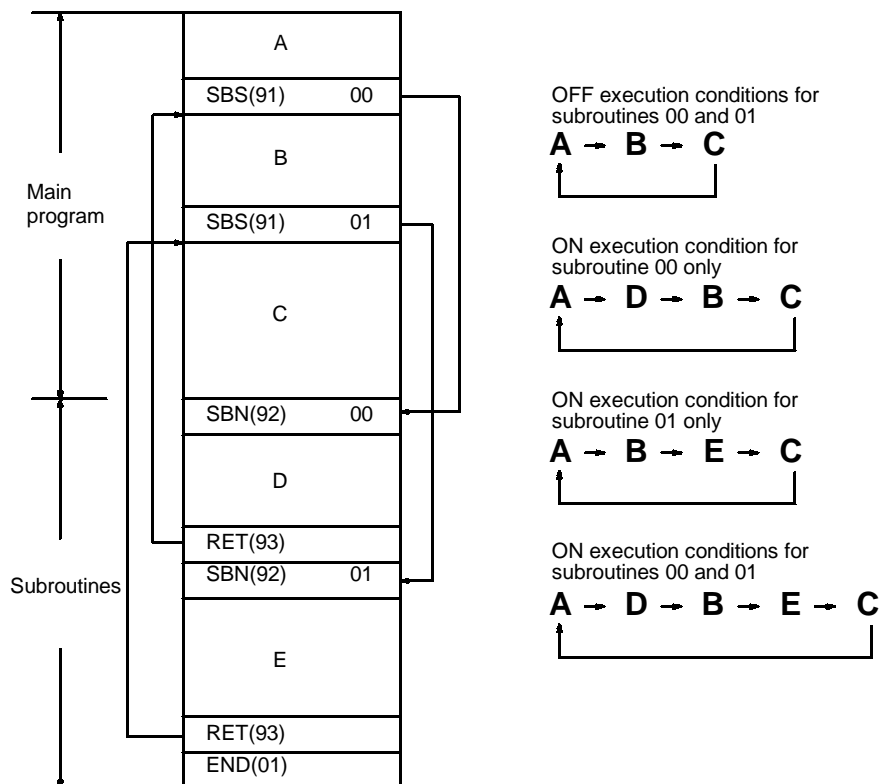 A
SBS(91) 00
B
SBS(91) 01
C
SBN(92) 00
D
RET(93)
SBN(92) 01
E
RET(93)
END(01)
Main
program
Subroutines
OFF execution conditions for
subroutines 00 and 01
A B C
ON execution condition for
subroutine 00 only
A D B C
ON execution condition for
subroutine 01 only
A B E C
ON execution conditions for
subroutines 00 and 01
A D B E C